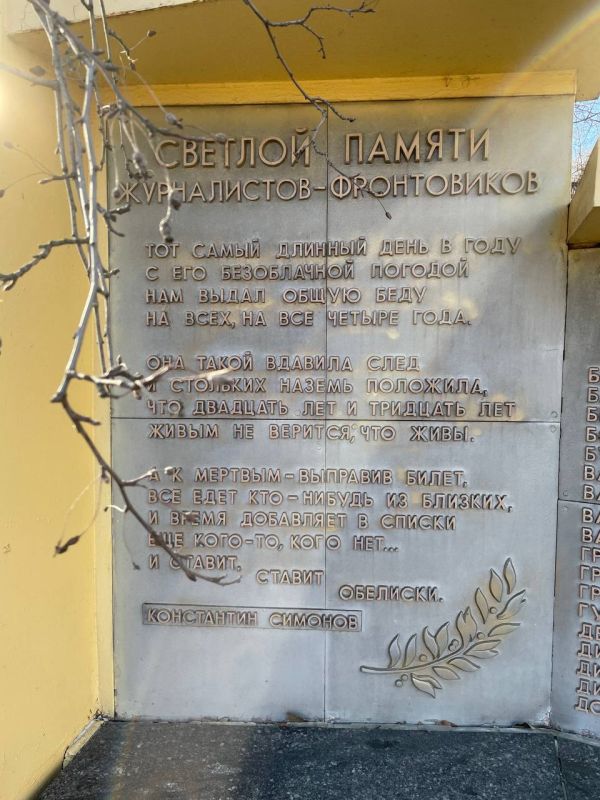 СВЕТЛОЙ ПАМЯТИ
ЖУРНАЛИСТОВ-ФРОНТОВИКОВ
ТОТ САМЫЙ ДЛИННЫЙ ДЕНЬ В ГОДУ
С ЕГО БЕЗОБЛАЧНОЙ ПОГОДОЙ
НАМ ВЫДАЛ ОБЩУЮ БЕДУ
НА ВСЕХ, НА ВСЕ ЧЕТЫРЕ ГОДА.
ОНА ТАКОЙ ВДАВИЛА СЛЕД
И СТОЛЬКИХ НАЗЕМЬ ПОЛОЖИЛА,
ЧТО ДВАДЦАТЬ ЛЕТ И ТРИДЦАТЬ ЛЕТ
ЖИВЫМ НЕ ВЕРИТСЯ, ЧТО ЖИВЫ.
А К МЕРТВЫМ – ВЫПРАВИВ БИЛЕТ,
ВСЕ ЕДЕТ КТО – НИБУДЬ ИЗ БЛИЗКИХ,
И ВРЕМЯ ДОБАВЛЯЕТ В СПИСКИ
ЕЩЕ КОГО-ТО, КОГО НЕТ...
И СТАВИТ,
СТАВИТ
ОБЕЛИСКИ.
КОНСТАНТИН СИМОНОВ